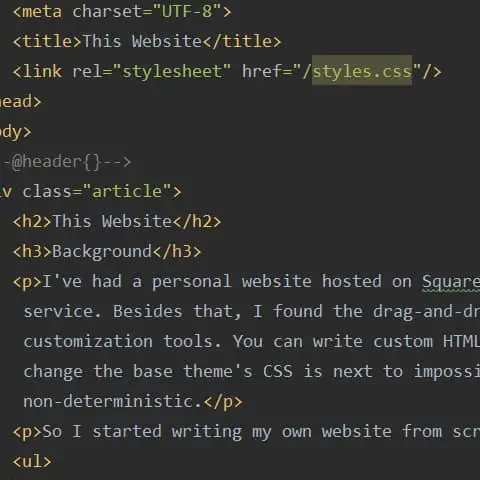 <meta charset="UTF-8">
<title>This Website</title>
<link rel="stylesheet" href="/styles.css"/>
ead>
ody>
-@header{}-->
v class="article">
<h2>This Website</h2>
<h3>Background</h3>
<p>I've had a personal website hosted on Square
service. Besides that, I found the drag-and-dr
customization tools. You can write custom HTML
change the base theme's CSS is next to impossi
non-deterministic.</p>
<p>So I started writing my own website from scr
<ul>